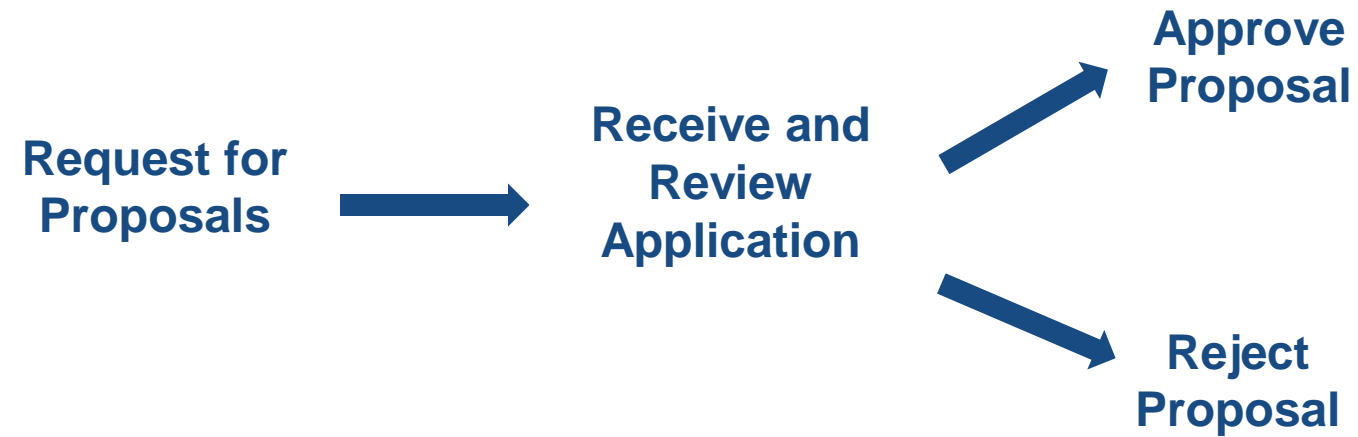 Request for
Proposals
Receive and
Review
Application
Approve
Proposal
Reject
Proposal